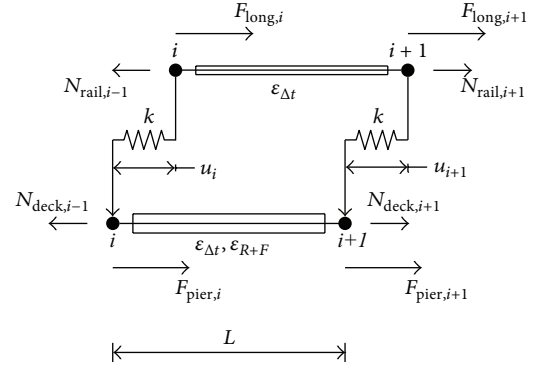 F_long,i F_long,i+1
i i + 1
N_rail,i−1 ε_Δt N_rail,i+1
k k
u_i u_i+1
N_deck,i−1 N_deck,i+1
i ε_Δt, ε_R+F i+1
F_pier,i F_pier,i+1
L